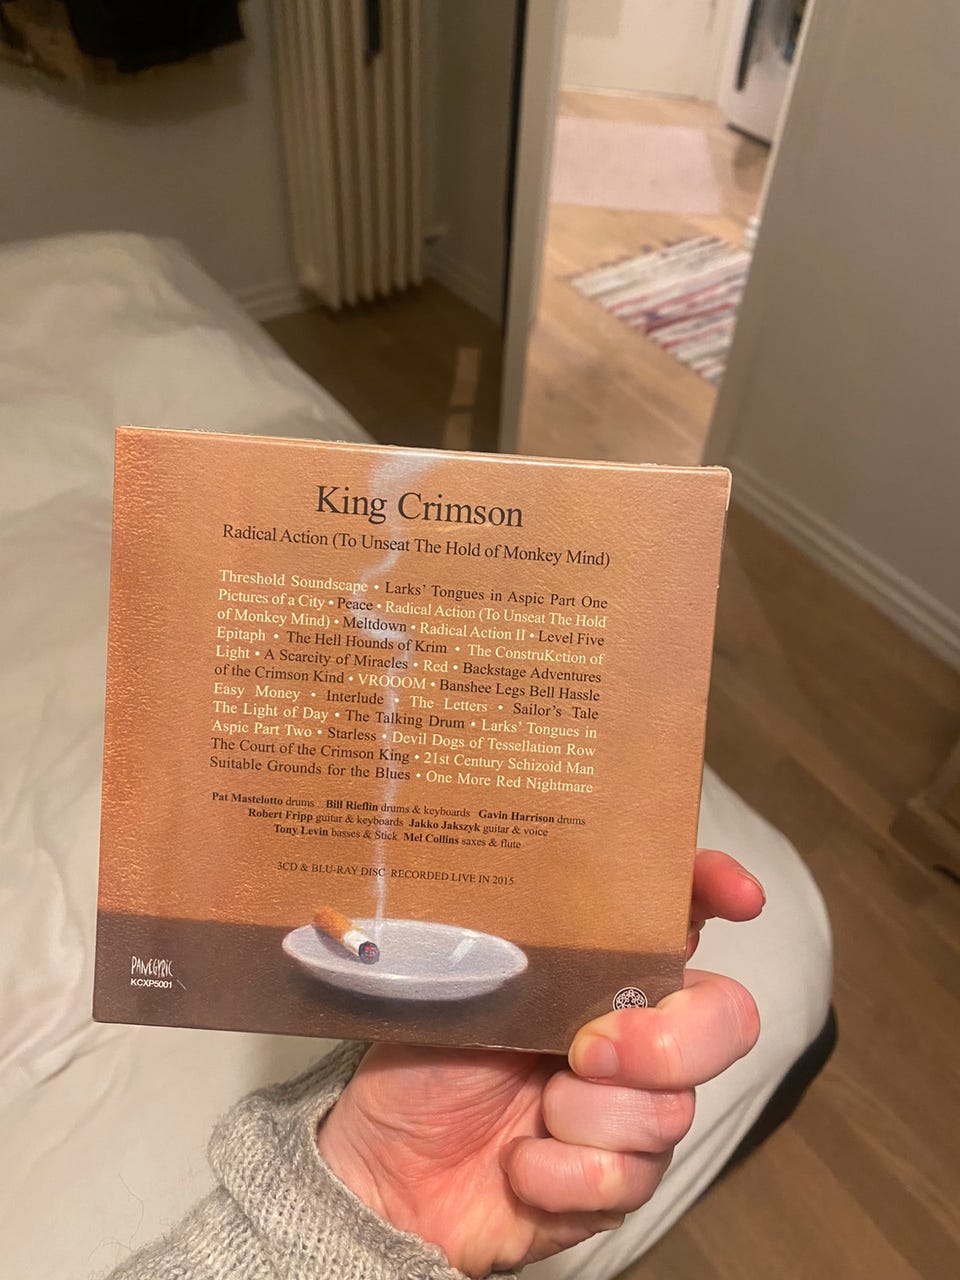 King Crimson
Radical Action (To Unseat The Hold of Monkey Mind)
Threshold Soundscape • Larks' Tongues in Aspic Part One
Pictures of a City • Peace • Radical Action (To Unseat The Hold
of Monkey Mind) • Meltdown • Radical Action II • Level Five
Epitaph • The Hell Hounds of Krim • The ConstruKction of
Light • A Scarcity of Miracles • Red • Backstage Adventures
of the Crimson Kind • VROOOM • Banshee Legs Bell Hassle
Easy Money • Interlude • The Letters • Sailor's Tale
The Light of Day • The Talking Drum • Larks' Tongues in
Aspic Part Two • Starless • Devil Dogs of Tessellation Row
The Court of the Crimson King • 21st Century Schizoid Man
Suitable Grounds for the Blues • One More Red Nightmare
Pat Mastelotto drums Bill Rieflin drums & keyboards Gavin Harrison drums
Robert Fripp guitar & keyboards Jakko Jakszyk guitar & voice
Tony Levin basses & Stick Mel Collins saxes & flute
3CD & BLU-RAY DISC RECORDED LIVE IN 2015
PANEGYRIC
KCXP5001